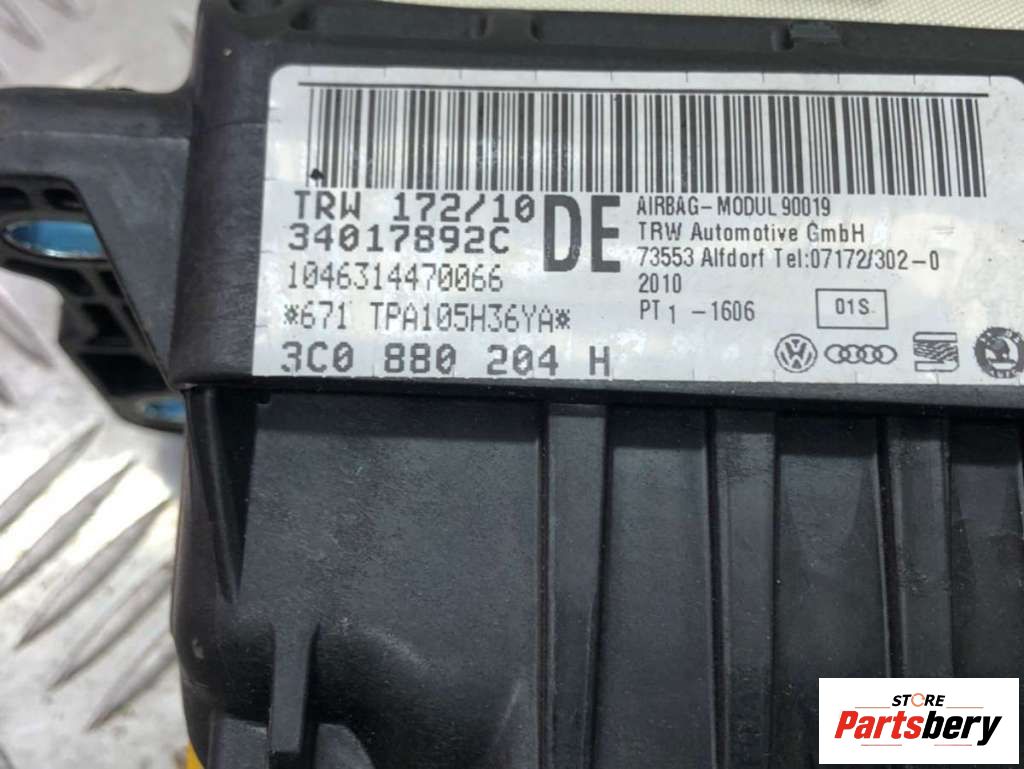 TRW 172/10
34017892C
1046314470066
*671 TPA105H36YA*
3C0 880 204 H
DE
AIRBAG-MODUL 90019
TRW Automotive GmbH
73553 Alfdorf Tel:07172/302-0
2010
PT 1 -1606
01S
STORE
Partsbery